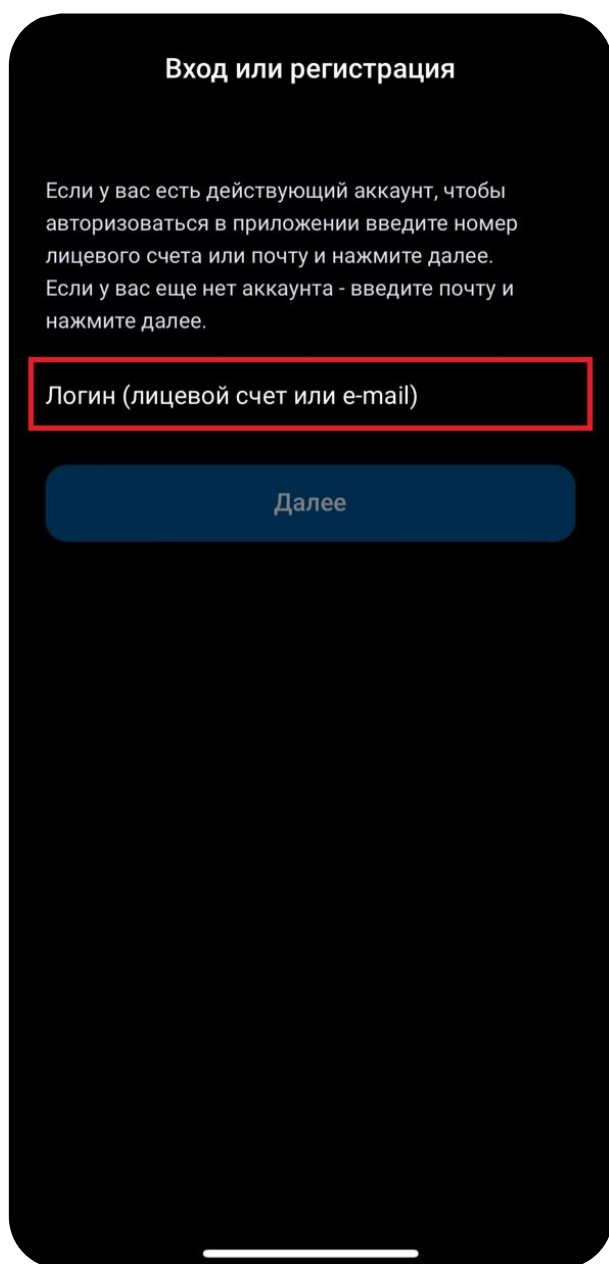 Вход или регистрация
Если у вас есть действующий аккаунт, чтобы
авторизоваться в приложении введите номер
лицевого счета или почту и нажмите далее.
Если у вас еще нет аккаунта - введите почту и
нажмите далее.
Логин (лицевой счет или e-mail)
Далее